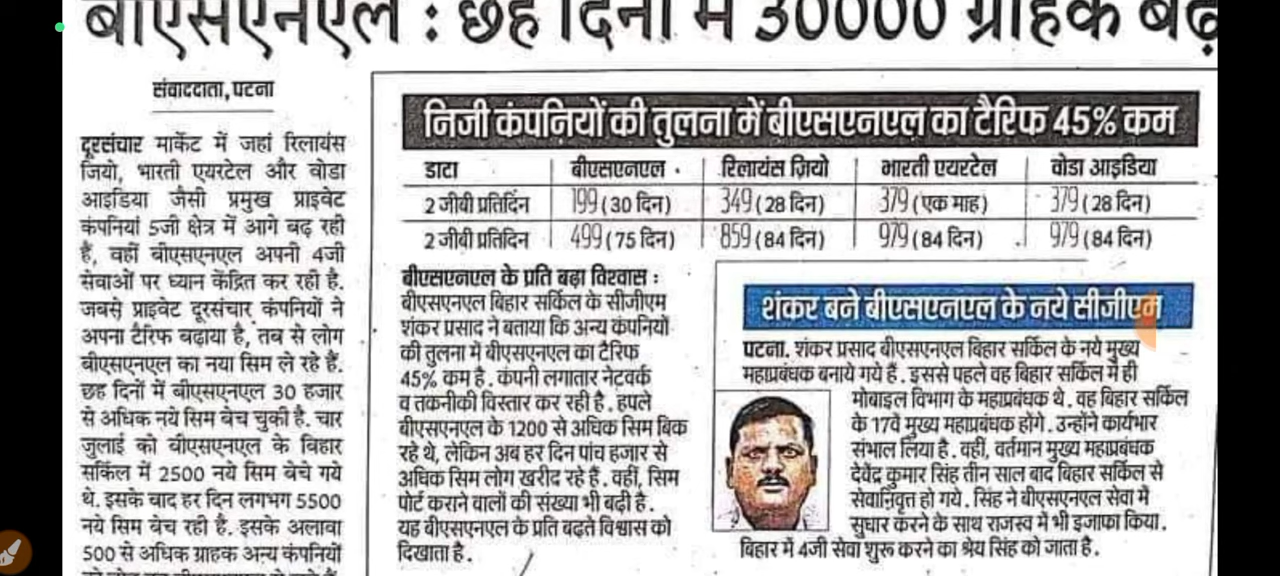 बीएसएनएल : छह दिनों में 30000 ग्राहक बढ़
संवाददाता, पटना
दूरसंचार मार्केट में जहां रिलायंस
जियो, भारती एयरटेल और वोडा
आइडिया जैसी प्रमुख प्राइवेट
कंपनियां 5जी क्षेत्र में आगे बढ़ रही
हैं, वहीं बीएसएनएल अपनी 4जी
सेवाओं पर ध्यान केंद्रित कर रही है.
जबसे प्राइवेट दूरसंचार कंपनियों ने
अपना टैरिफ बढ़ाया है, तब से लोग
बीएसएनएल का नया सिम ले रहे हैं.
छह दिनों में बीएसएनएल 30 हजार
से अधिक नये सिम बेच चुकी है. चार
जुलाई को बीएसएनएल के बिहार
सर्किल में 2500 नये सिम बेचे गये
थे. इसके बाद हर दिन लगभग 5500
नये सिम बेच रही है. इसके अलावा
500 से अधिक ग्राहक अन्य कंपनियों
निजी कंपनियों की तुलना में बीएसएनएल का टैरिफ 45% कम
डाटा बीएसएनएल रिलायंस ज़ियो भारती एयरटेल वोडा आइडिया
2 जीबी प्रतिदिन 199 (30 दिन) 349 (28 दिन) 379 (एक माह) 379 (28 दिन)
2 जीबी प्रतिदिन 499 (75 दिन) 859 (84 दिन) 979 (84 दिन) 979 (84 दिन)
बीएसएनएल के प्रति बढ़ा विश्वास :
बीएसएनएल बिहार सर्किल के सीजीएम
शंकर प्रसाद ने बताया कि अन्य कंपनियों
की तुलना में बीएसएनएल का टैरिफ
45% कम है. कंपनी लगातार नेटवर्क
व तकनीकी विस्तार कर रही है. हपले
बीएसएनएल के 1200 से अधिक सिम बिक
रहे थे, लेकिन अब हर दिन पांच हजार से
अधिक सिम लोग खरीद रहे हैं. वहीं, सिम
पोर्ट कराने वालों की संख्या भी बढ़ी है.
यह बीएसएनएल के प्रति बढ़ते विश्वास को
दिखाता है.
शंकर बने बीएसएनएल के नये सीजीएम
पटना. शंकर प्रसाद बीएसएनएल बिहार सर्किल के नये मुख्य
महाप्रबंधक बनाये गये हैं. इससे पहले वह बिहार सर्किल में ही
मोबाइल विभाग के महाप्रबंधक थे. वह बिहार सर्किल
के 17वें मुख्य महाप्रबंधक होंगे. उन्होंने कार्यभार
संभाल लिया है. वहीं, वर्तमान मुख्य महाप्रबंधक
देवेंद्र कुमार सिंह तीन साल बाद बिहार सर्किल से
सेवानिवृत्त हो गये. सिंह ने बीएसएनएल सेवा में
सुधार करने के साथ राजस्व में भी इजाफा किया.
बिहार में 4जी सेवा शुरू करने का श्रेय सिंह को जाता है.